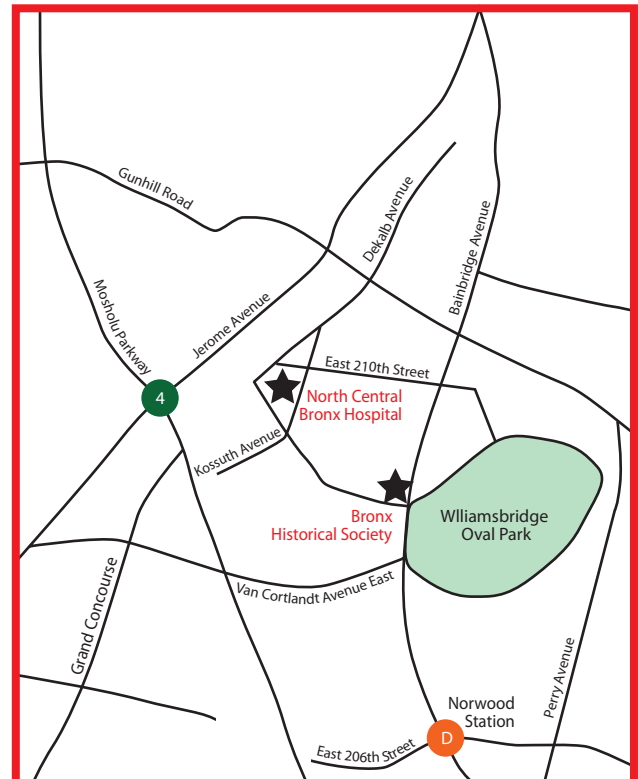 Gunhill Road
Dekalb Avenue
Bainbridge Avenue
Mosholu Parkway
Jerome Avenue
East 210th Street
4
North Central
Bronx Hospital
Kossuth Avenue
Bronx
Historical Society
Wlliamsbridge
Oval Park
Van Cortlandt Avenue East
Grand Concourse
Perry Avenue
Norwood
Station
D
East 206th Street